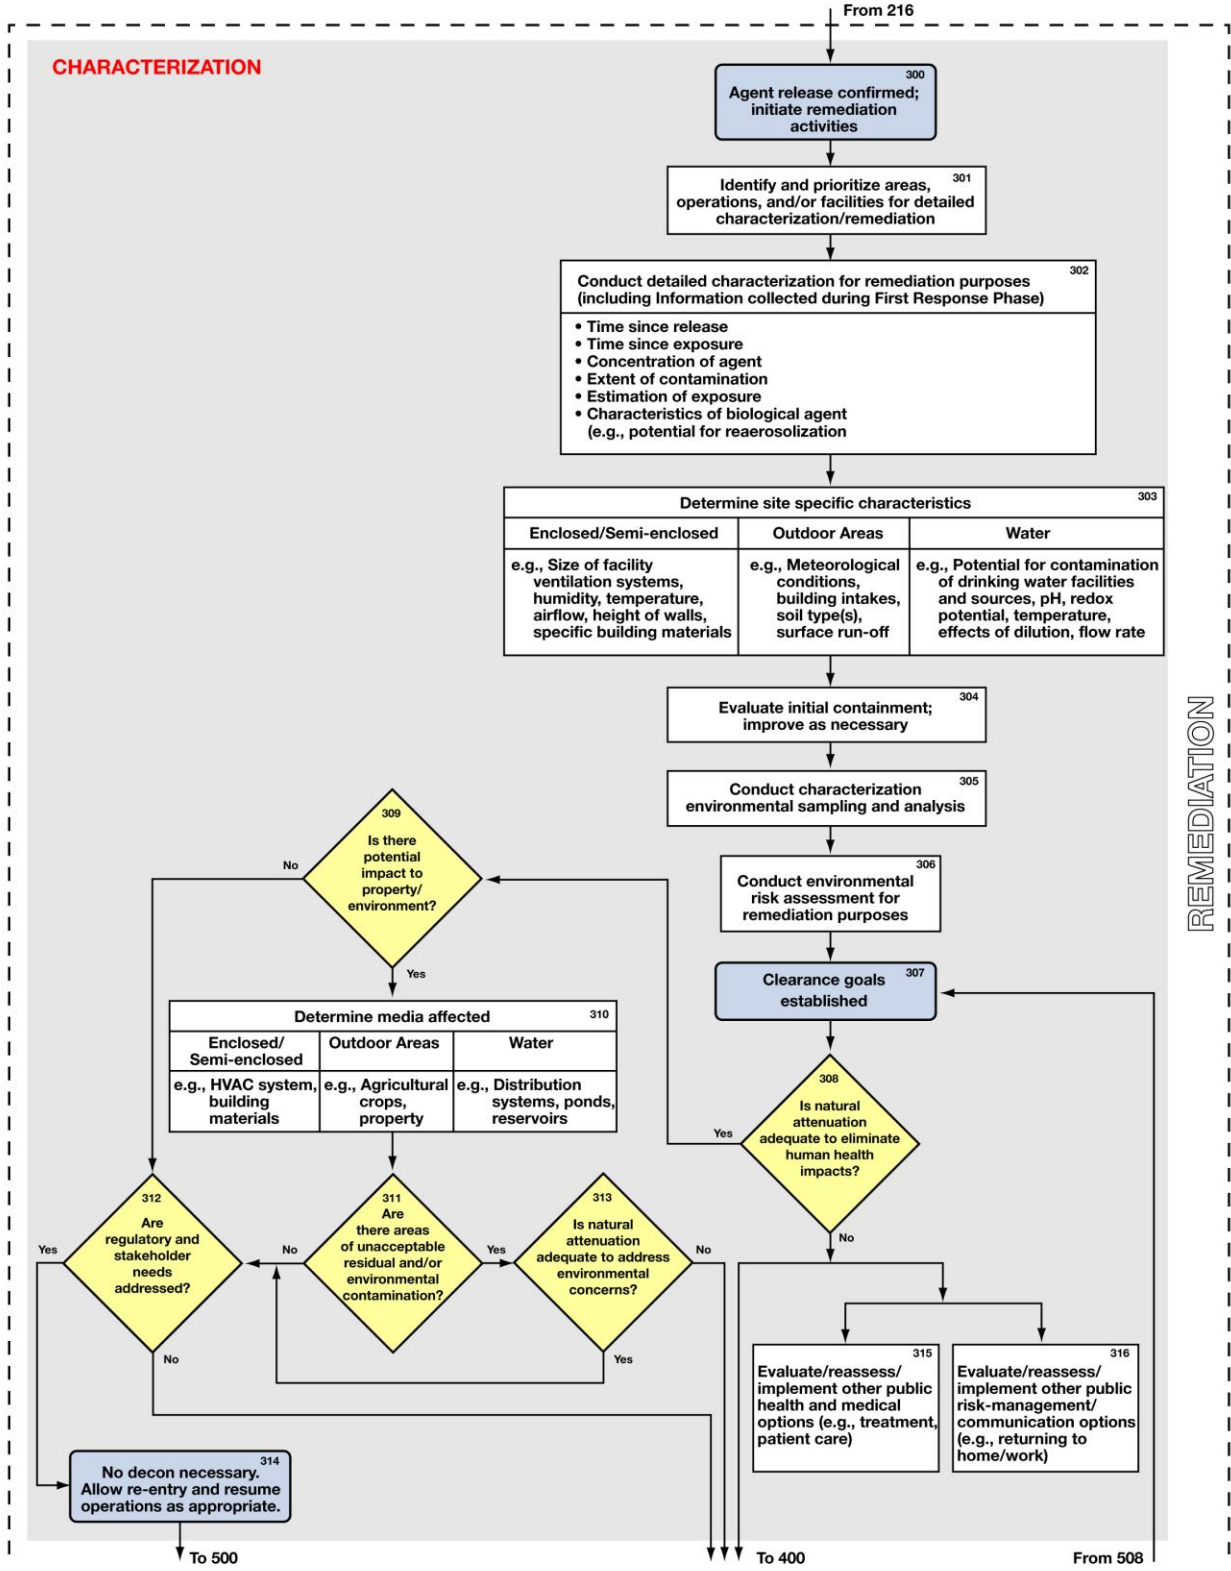 From 216
CHARACTERIZATION
300
Agent release confirmed;
initiate remediation
activities
301
Identify and prioritize areas,
operations, and/or facilities for detailed
characterization/remediation
302
Conduct detailed characterization for remediation purposes
(including Information collected during First Response Phase)
• Time since release
• Time since exposure
• Concentration of agent
• Extent of contamination
• Estimation of exposure
• Characteristics of biological agent
(e.g., potential for reaerosolization
303
Determine site specific characteristics
Enclosed/Semi-enclosed
e.g., Size of facility
ventilation systems,
humidity, temperature,
airflow, height of walls,
specific building materials
Outdoor Areas
e.g., Meteorological
conditions,
building intakes,
soil type(s),
surface run-off
Water
e.g., Potential for contamination
of drinking water facilities
and sources, pH, redox
potential, temperature,
effects of dilution, flow rate
304
Evaluate initial containment;
improve as necessary
305
Conduct characterization
environmental sampling and analysis
306
Conduct environmental
risk assessment for
remediation purposes
307
Clearance goals
established
308
Is natural
attenuation
adequate to eliminate
human health
impacts?
Yes
No
309
Is there
potential
impact to
property/
environment?
No
Yes
310
Determine media affected
Enclosed/
Semi-enclosed
e.g., HVAC system,
building
materials
Outdoor Areas
e.g., Agricultural
crops,
property
Water
e.g., Distribution
systems, ponds,
reservoirs
311
Are
there areas
of unacceptable
residual and/or
environmental
contamination?
No
Yes
312
Are
regulatory and
stakeholder
needs
addressed?
Yes
No
313
Is natural
attenuation
adequate to address
environmental
concerns?
No
Yes
314
No decon necessary.
Allow re-entry and resume
operations as appropriate.
315
Evaluate/reassess/
implement other public
health and medical
options (e.g., treatment,
patient care)
316
Evaluate/reassess/
implement other public
risk-management/
communication options
(e.g., returning to
home/work)
To 500
To 400
From 508
REMEDIATION